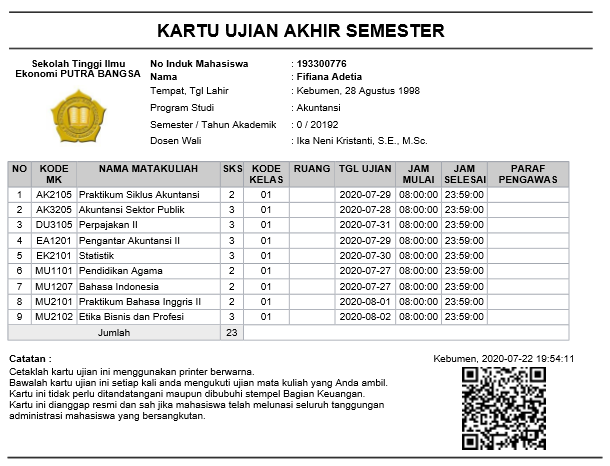 KARTU UJIAN AKHIR SEMESTER
Sekolah Tinggi Ilmu
Ekonomi PUTRA BANGSA
No Induk Mahasiswa : 193300776
Nama : Fifiana Adetia
Tempat, Tgl Lahir : Kebumen, 28 Agustus 1998
Program Studi : Akuntansi
Semester / Tahun Akademik : 0 / 20192
Dosen Wali : Ika Neni Kristanti, S.E., M.Sc.
NO KODE MK NAMA MATAKULIAH SKS KODE KELAS RUANG TGL UJIAN JAM MULAI JAM SELESAI PARAF PENGAWAS
1 AK2105 Praktikum Siklus Akuntansi 2 01 2020-07-29 08:00:00 23:59:00
2 AK3205 Akuntansi Sektor Publik 3 01 2020-07-28 08:00:00 23:59:00
3 DU3105 Perpajakan II 3 01 2020-07-31 08:00:00 23:59:00
4 EA1201 Pengantar Akuntansi II 3 01 2020-07-29 08:00:00 23:59:00
5 EK2101 Statistik 3 01 2020-07-30 08:00:00 23:59:00
6 MU1101 Pendidikan Agama 2 01 2020-07-27 08:00:00 23:59:00
7 MU1207 Bahasa Indonesia 2 01 2020-07-27 08:00:00 23:59:00
8 MU2101 Praktikum Bahasa Inggris II 2 01 2020-08-01 08:00:00 23:59:00
9 MU2102 Etika Bisnis dan Profesi 3 01 2020-08-02 08:00:00 23:59:00
Jumlah 23
Catatan :
Cetaklah kartu ujian ini menggunakan printer berwarna.
Bawalah kartu ujian ini setiap kali anda mengukuti ujian mata kuliah yang Anda ambil.
Kartu ini tidak perlu ditandatangani maupun dibubuhi stempel Bagian Keuangan.
Kartu ini dianggap resmi dan sah jika mahasiswa telah melunasi seluruh tanggungan
administrasi mahasiswa yang bersangkutan.
Kebumen, 2020-07-22 19:54:11